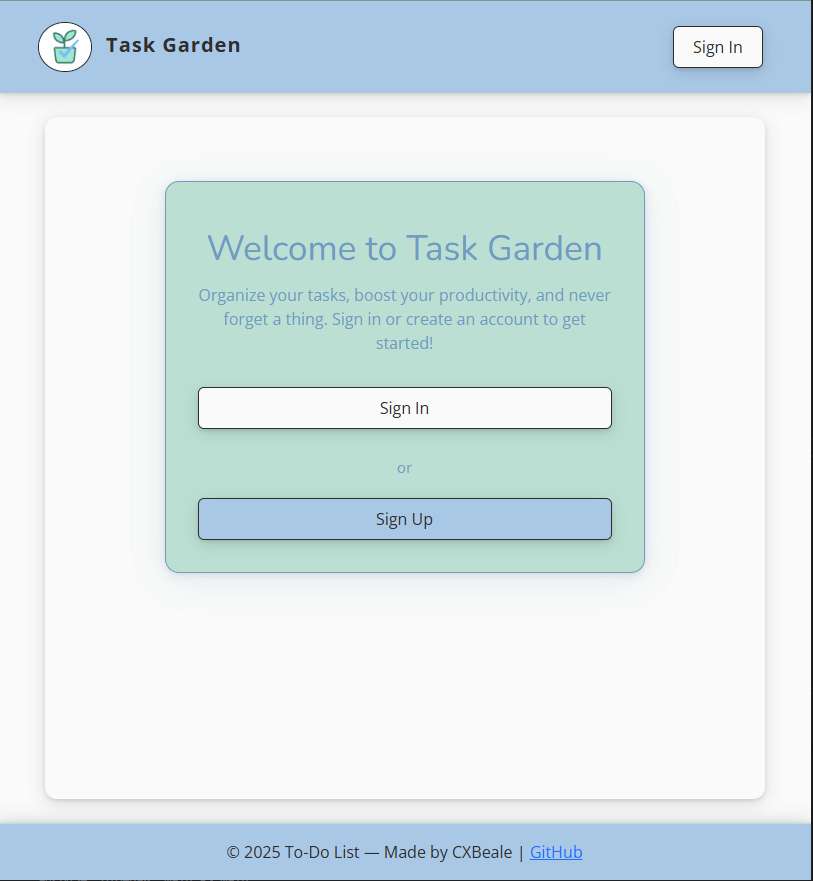 Task Garden
Sign In
Welcome to Task Garden
Organize your tasks, boost your productivity, and never
forget a thing. Sign in or create an account to get
started!
Sign In
or
Sign Up
© 2025 To-Do List — Made by CXBeale | GitHub